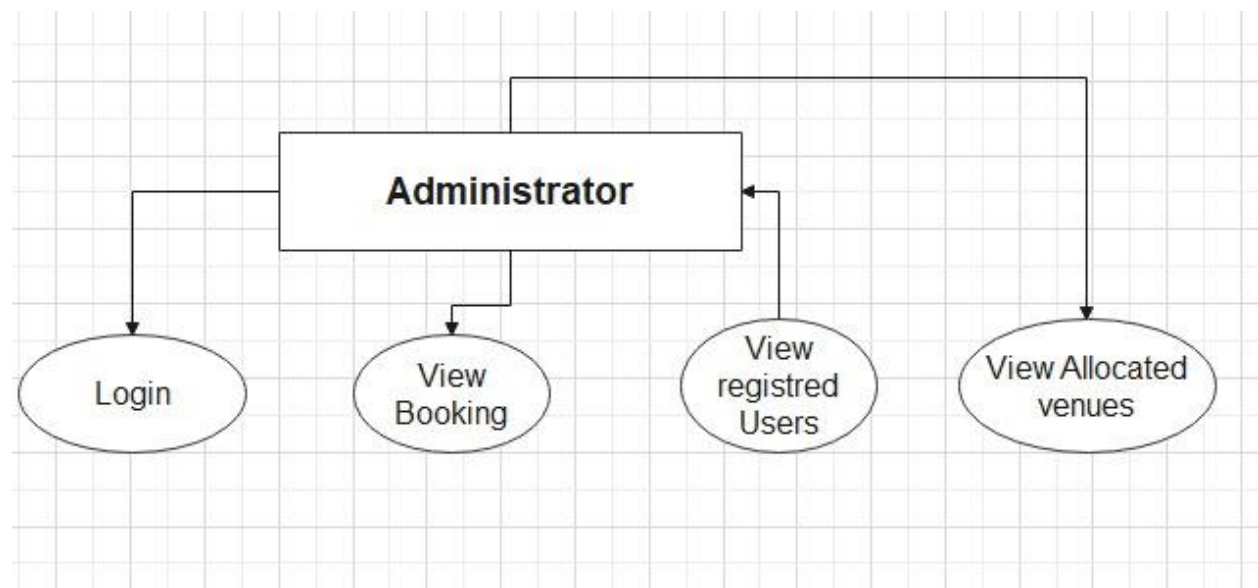 Administrator
Login
View
Booking
View
registred
Users
View Allocated
venues